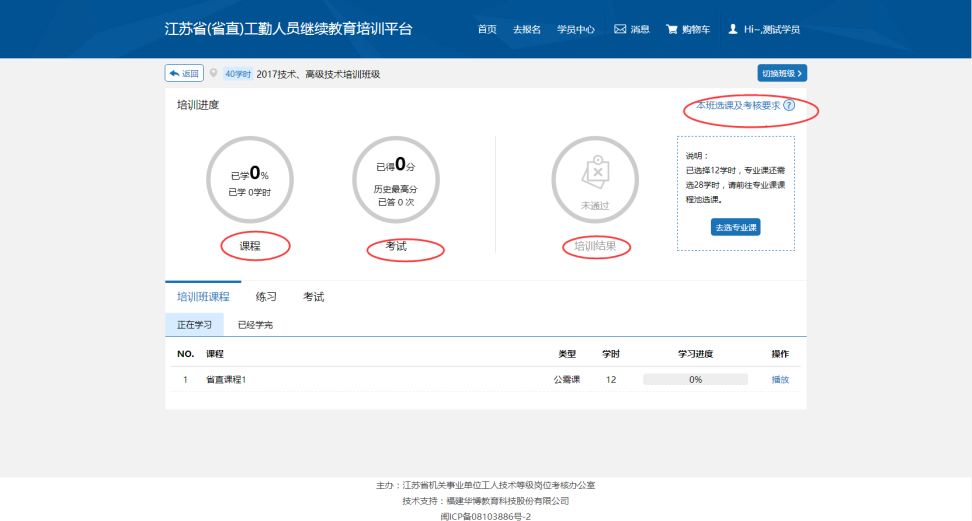 江苏省(省直)工勤人员继续教育培训平台
首页 去报名 学员中心 消息 购物车 Hi~,测试学员
返回 40学时 2017技术、高级技术培训班级 切换班级
培训进度
本班选课及考核要求 ?
已学0%
已学 0学时
课程
已得0分
历史最高分
已答 0 次
考试
未通过
培训结果
说明：
已选择12学时，专业课还需
选28学时，请前往专业课课
程池选课。
去选专业课
培训班课程 练习 考试
正在学习 已经学完
NO. 课程 类型 学时 学习进度 操作
1 省直课程1 公需课 12 0% 播放
主办：江苏省机关事业单位工人技术等级岗位考核办公室
技术支持：福建华博教育科技股份有限公司
闽ICP备08103886号-2